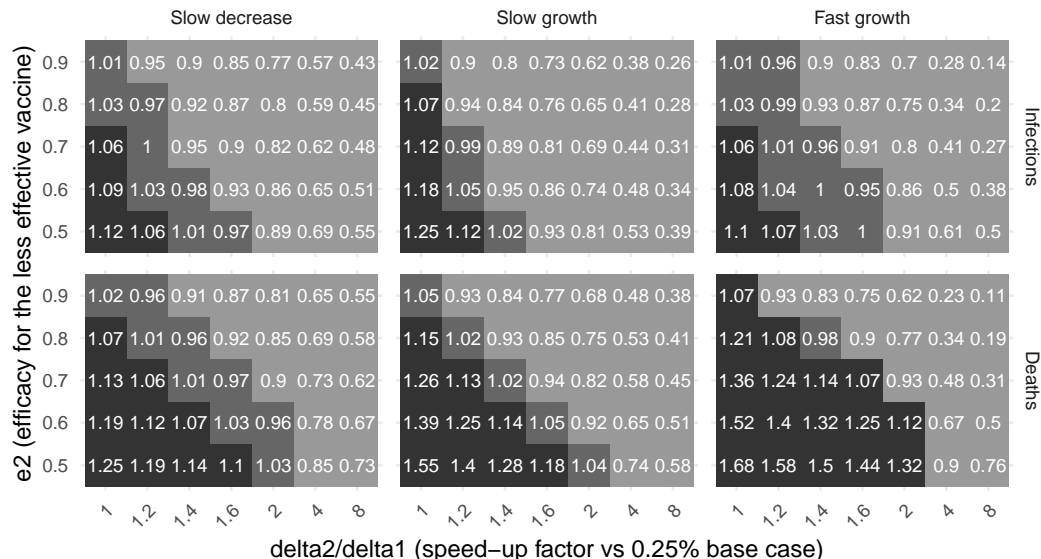 Slow decrease Slow growth Fast growth
0.9 1.01 0.95 0.9 0.85 0.77 0.57 0.43 1.02 0.9 0.8 0.73 0.62 0.38 0.26 1.01 0.96 0.9 0.83 0.7 0.28 0.14
0.8 1.03 0.97 0.92 0.87 0.8 0.59 0.45 1.07 0.94 0.84 0.76 0.65 0.41 0.28 1.03 0.99 0.93 0.87 0.75 0.34 0.2
0.7 1.06 1 0.95 0.9 0.82 0.62 0.48 1.12 0.99 0.89 0.81 0.69 0.44 0.31 1.06 1.01 0.96 0.91 0.8 0.41 0.27
0.6 1.09 1.03 0.98 0.93 0.86 0.65 0.51 1.18 1.05 0.95 0.86 0.74 0.48 0.34 1.08 1.04 1 0.95 0.86 0.5 0.38
0.5 1.12 1.06 1.01 0.97 0.89 0.69 0.55 1.25 1.12 1.02 0.93 0.81 0.53 0.39 1.1 1.07 1.03 1 0.91 0.61 0.5
Infections
0.9 1.02 0.96 0.91 0.87 0.81 0.65 0.55 1.05 0.93 0.84 0.77 0.68 0.48 0.38 1.07 0.93 0.83 0.75 0.62 0.23 0.11
0.8 1.07 1.01 0.96 0.92 0.85 0.69 0.58 1.15 1.02 0.93 0.85 0.75 0.53 0.41 1.21 1.08 0.98 0.9 0.77 0.34 0.19
0.7 1.13 1.06 1.01 0.97 0.9 0.73 0.62 1.26 1.13 1.02 0.94 0.82 0.58 0.45 1.36 1.24 1.14 1.07 0.93 0.48 0.31
0.6 1.19 1.12 1.07 1.03 0.96 0.78 0.67 1.39 1.25 1.14 1.05 0.92 0.65 0.51 1.52 1.4 1.32 1.25 1.12 0.67 0.5
0.5 1.25 1.19 1.14 1.1 1.03 0.85 0.73 1.55 1.4 1.28 1.18 1.04 0.74 0.58 1.68 1.58 1.5 1.44 1.32 0.9 0.76
Deaths
1 1.2 1.4 1.6 2 4 8 1 1.2 1.4 1.6 2 4 8 1 1.2 1.4 1.6 2 4 8
delta2/delta1 (speed−up factor vs 0.25% base case)
e2 (efficacy for the less effective vaccine)